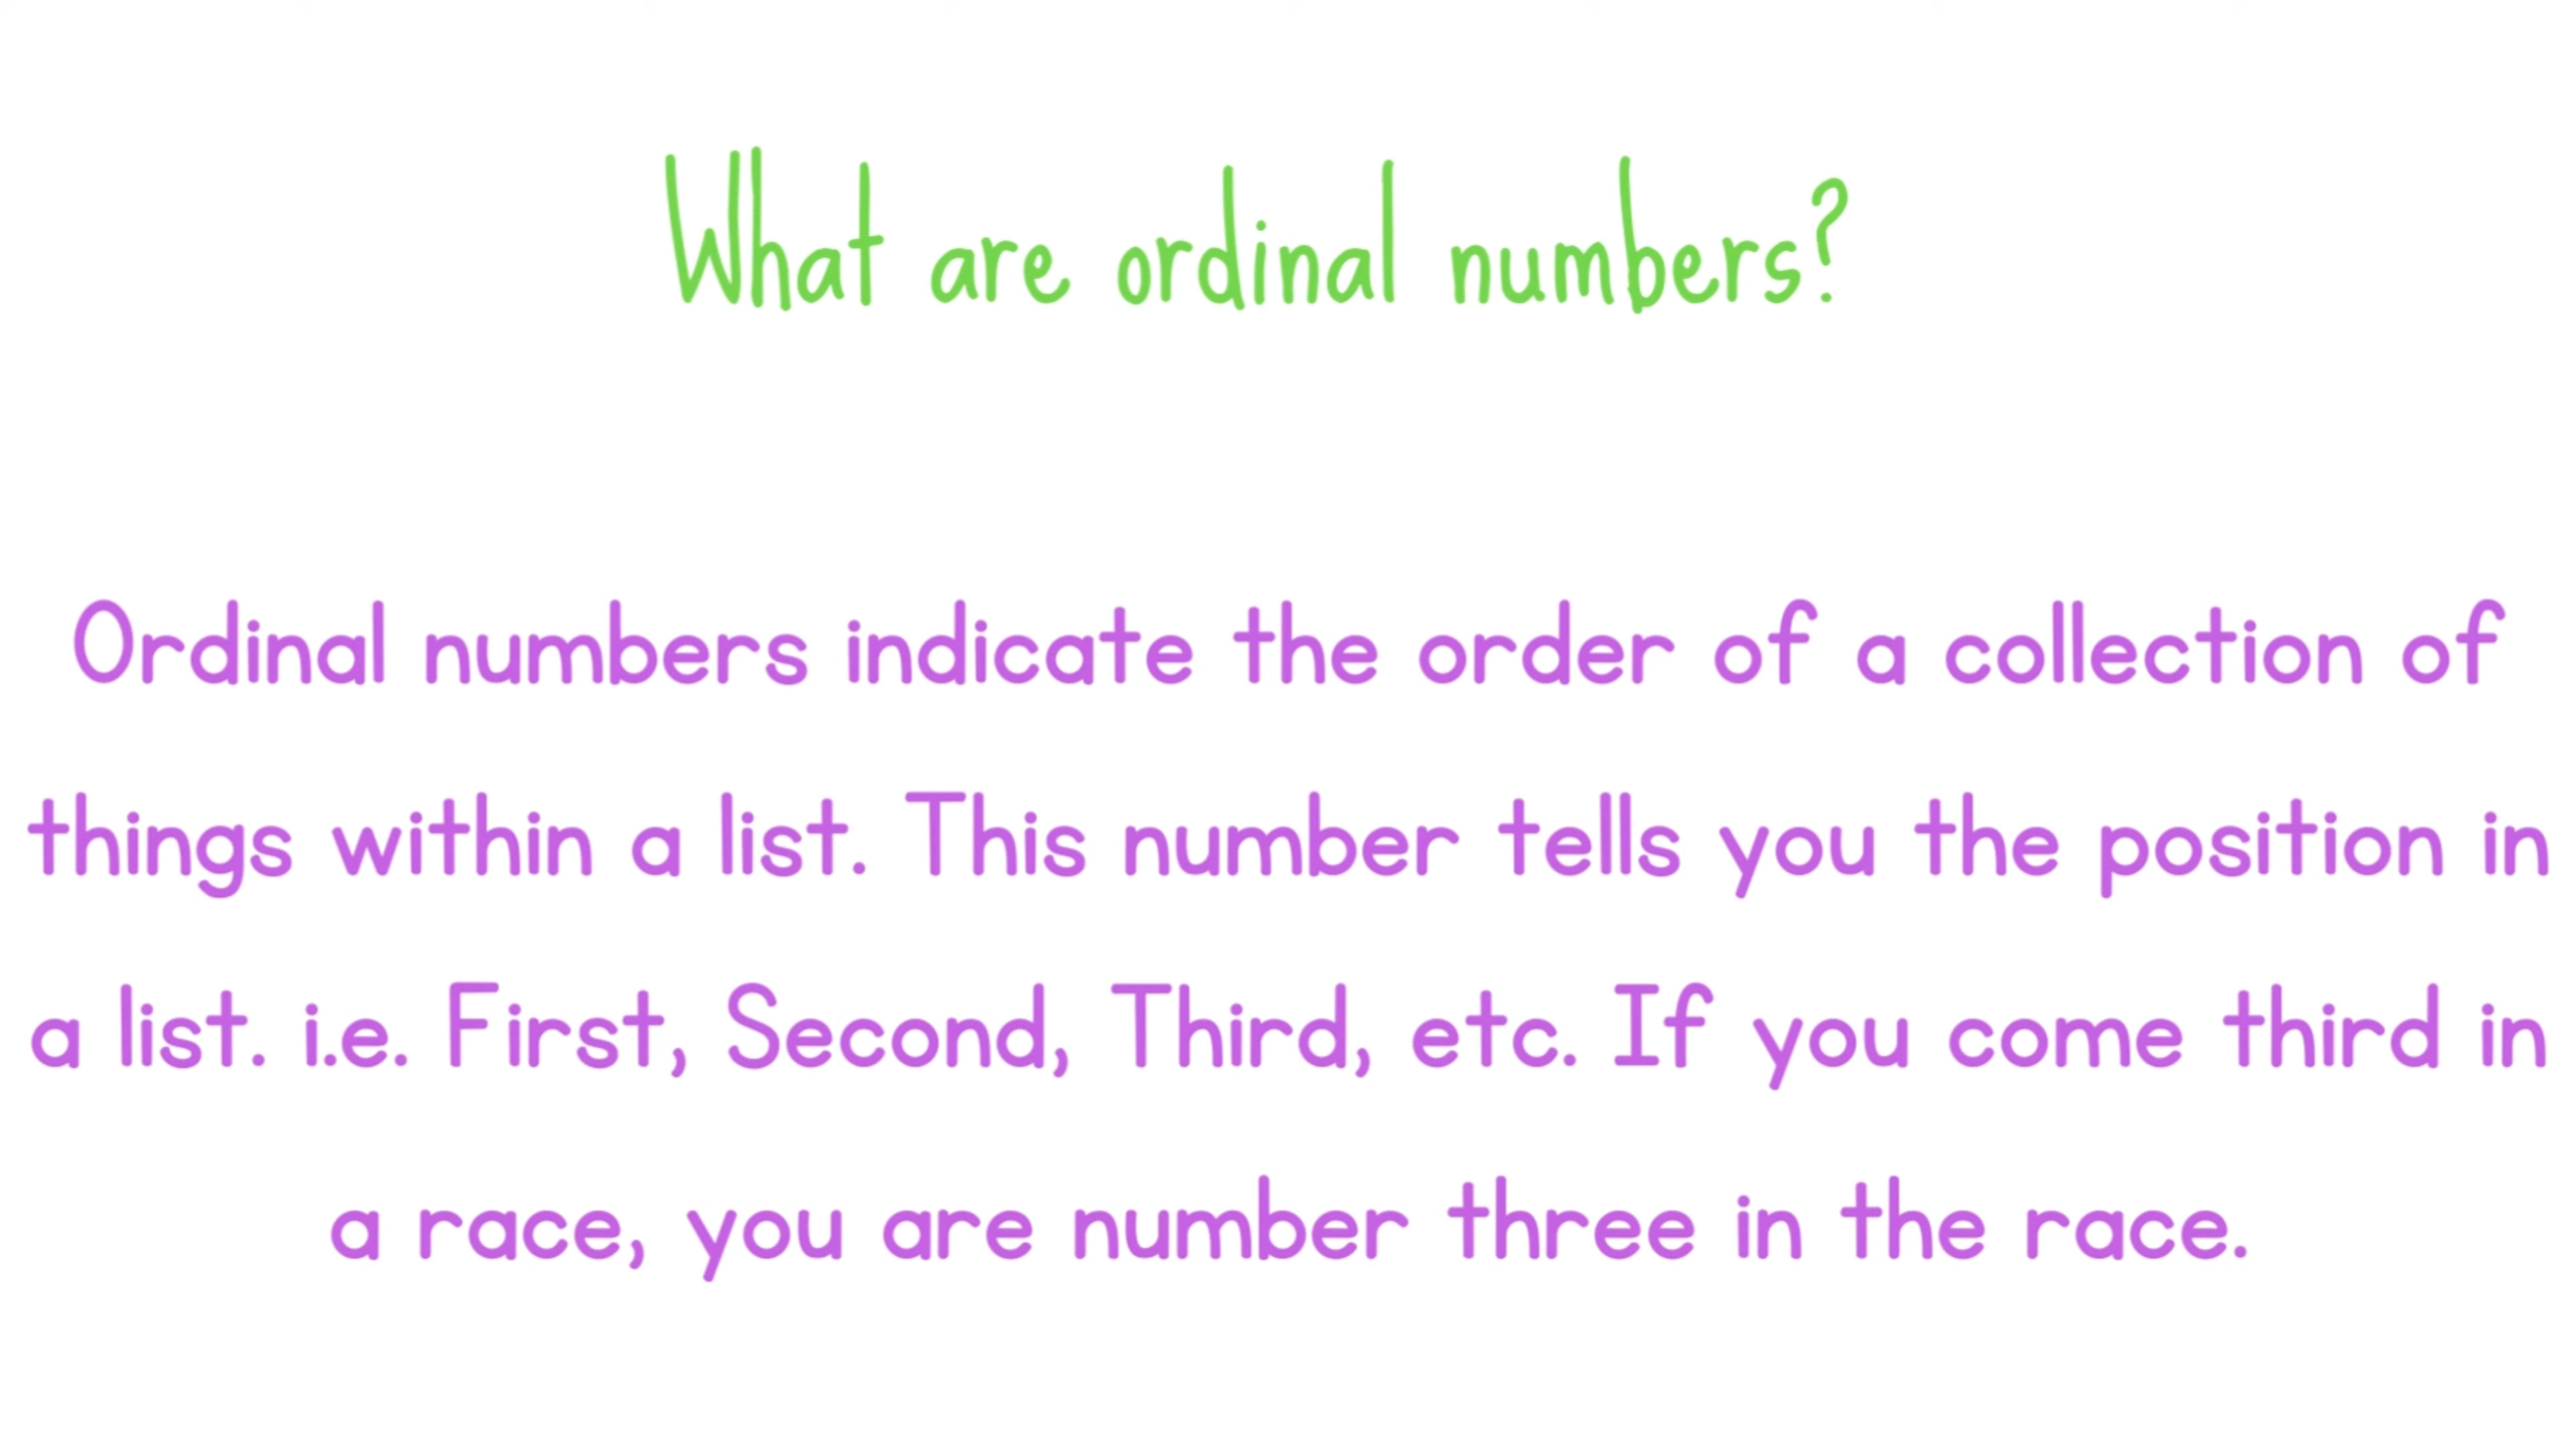 What are ordinal numbers?
Ordinal numbers indicate the order of a collection of
things within a list. This number tells you the position in
a list. i.e. First, Second, Third, etc. If you come third in
a race, you are number three in the race.